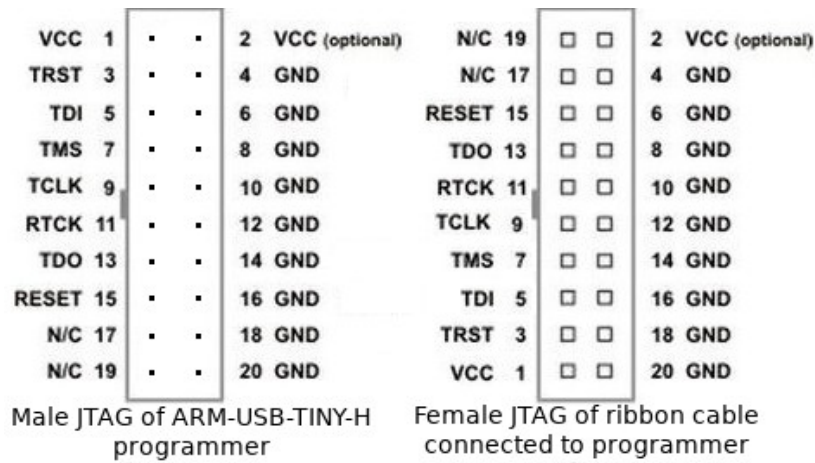 VCC 1 2 VCC (optional)
TRST 3 4 GND
TDI 5 6 GND
TMS 7 8 GND
TCLK 9 10 GND
RTCK 11 12 GND
TDO 13 14 GND
RESET 15 16 GND
N/C 17 18 GND
N/C 19 20 GND
Male JTAG of ARM-USB-TINY-H
programmer
N/C 19 2 VCC (optional)
N/C 17 4 GND
RESET 15 6 GND
TDO 13 8 GND
RTCK 11 10 GND
TCLK 9 12 GND
TMS 7 14 GND
TDI 5 16 GND
TRST 3 18 GND
VCC 1 20 GND
Female JTAG of ribbon cable
connected to programmer